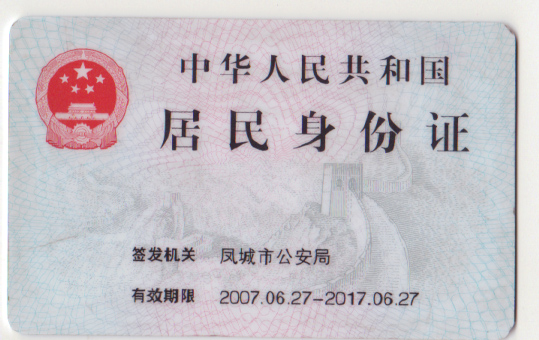 中华人民共和国
居民身份证
签发机关 凤城市公安局
有效期限 2007.06.27-2017.06.27